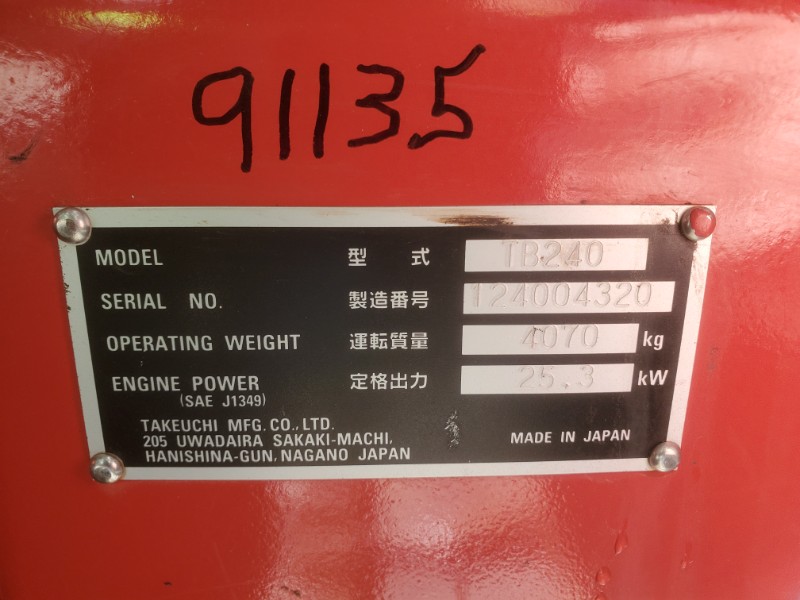 91135
MODEL 型 式 TB240
SERIAL NO. 製造番号 124004320
OPERATING WEIGHT 運転質量 4070 kg
ENGINE POWER 定格出力 25.3 kW
(SAE J1349)
TAKEUCHI MFG. CO., LTD.
205 UWADAIRA SAKAKI-MACHI,
HANISHINA-GUN, NAGANO JAPAN
MADE IN JAPAN